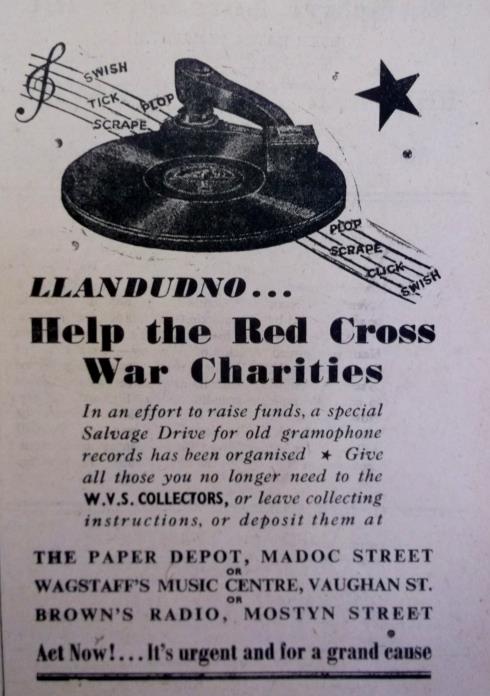 SWISH
TICK PLOP
SCRAPE
PLOP
SCRAPE
CLICK
SWISH
LLANDUDNO...
Help the Red Cross
War Charities
In an effort to raise funds, a special
Salvage Drive for old gramophone
records has been organised ★ Give
all those you no longer need to the
W.V.S. COLLECTORS, or leave collecting
instructions, or deposit them at
THE PAPER DEPOT, MADOC STREET
OR
WAGSTAFF'S MUSIC CENTRE, VAUGHAN ST.
OR
BROWN'S RADIO, MOSTYN STREET
Act Now!... It's urgent and for a grand cause